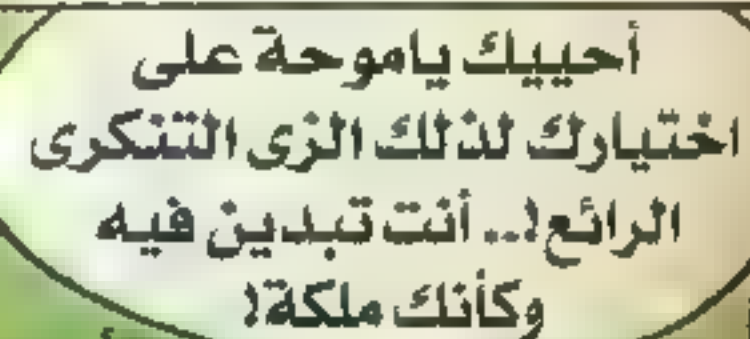 أحييك ياموحة على
اختيارك لذلك الزى التنكرى
الرائع!.. أنت تبدين فيه
وكأنك ملكة!